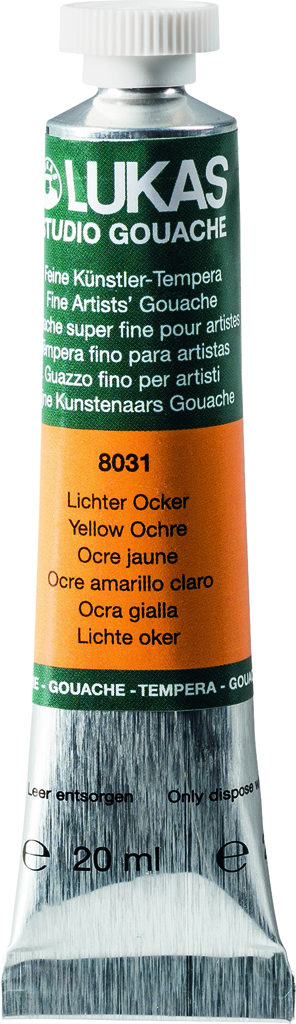 LUKAS
STUDIO GOUACHE
Feine Künstler-Tempera
Fine Artists' Gouache
super fine pour artistes
Tempera fino para artistas
Guazzo fino per artisti
Kunstenaars Gouache
8031
Lichter Ocker
Yellow Ochre
Ocre jaune
Ocre amarillo claro
Ocra gialla
Lichte oker
- GOUACHE - TEMPERA -
Leer entsorgen Only dispose
e 20 ml e